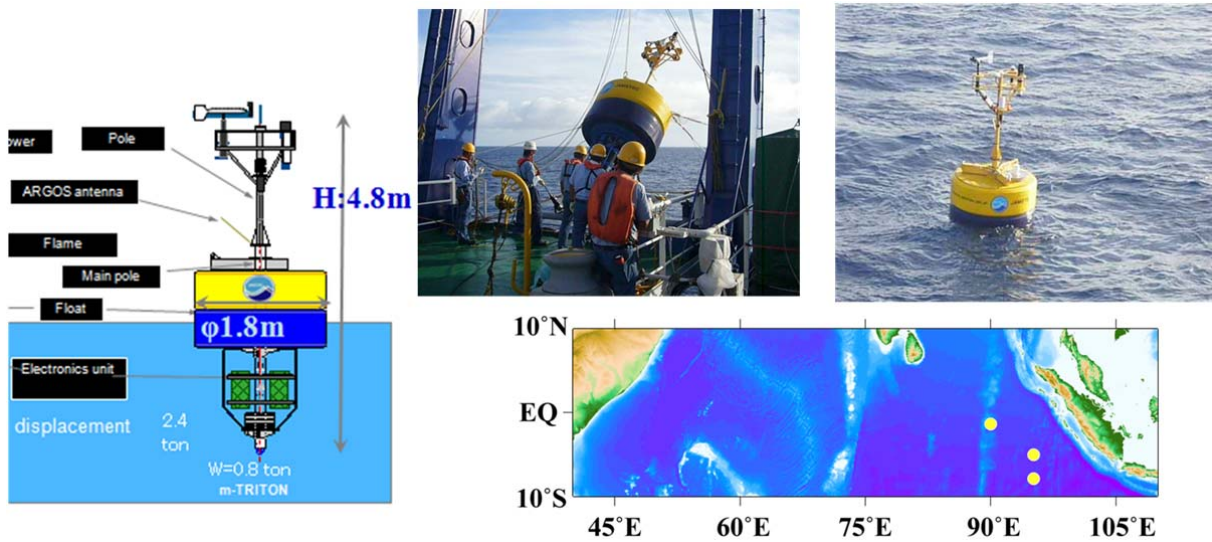 ower
Pole
ARGOS antenna
H:4.8m
Flame
Main pole
Float
φ1.8m
Electronics unit
displacement
2.4
ton
W=0.8 ton
m-TRITON
10˚N
EQ
10˚S
45˚E
60˚E
75˚E
90˚E
105˚E